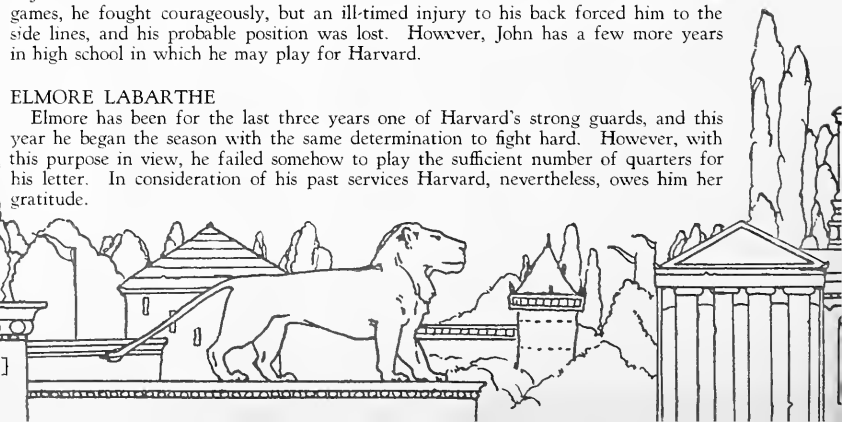 games, he fought courageously, but an ill-timed injury to his back forced him to the
side lines, and his probable position was lost. However, John has a few more years
in high school in which he may play for Harvard.
ELMORE LABARTHE
Elmore has been for the last three years one of Harvard's strong guards, and this
year he began the season with the same determination to fight hard. However, with
this purpose in view, he failed somehow to play the sufficient number of quarters for
his letter. In consideration of his past services Harvard, nevertheless, owes him her
gratitude.
]